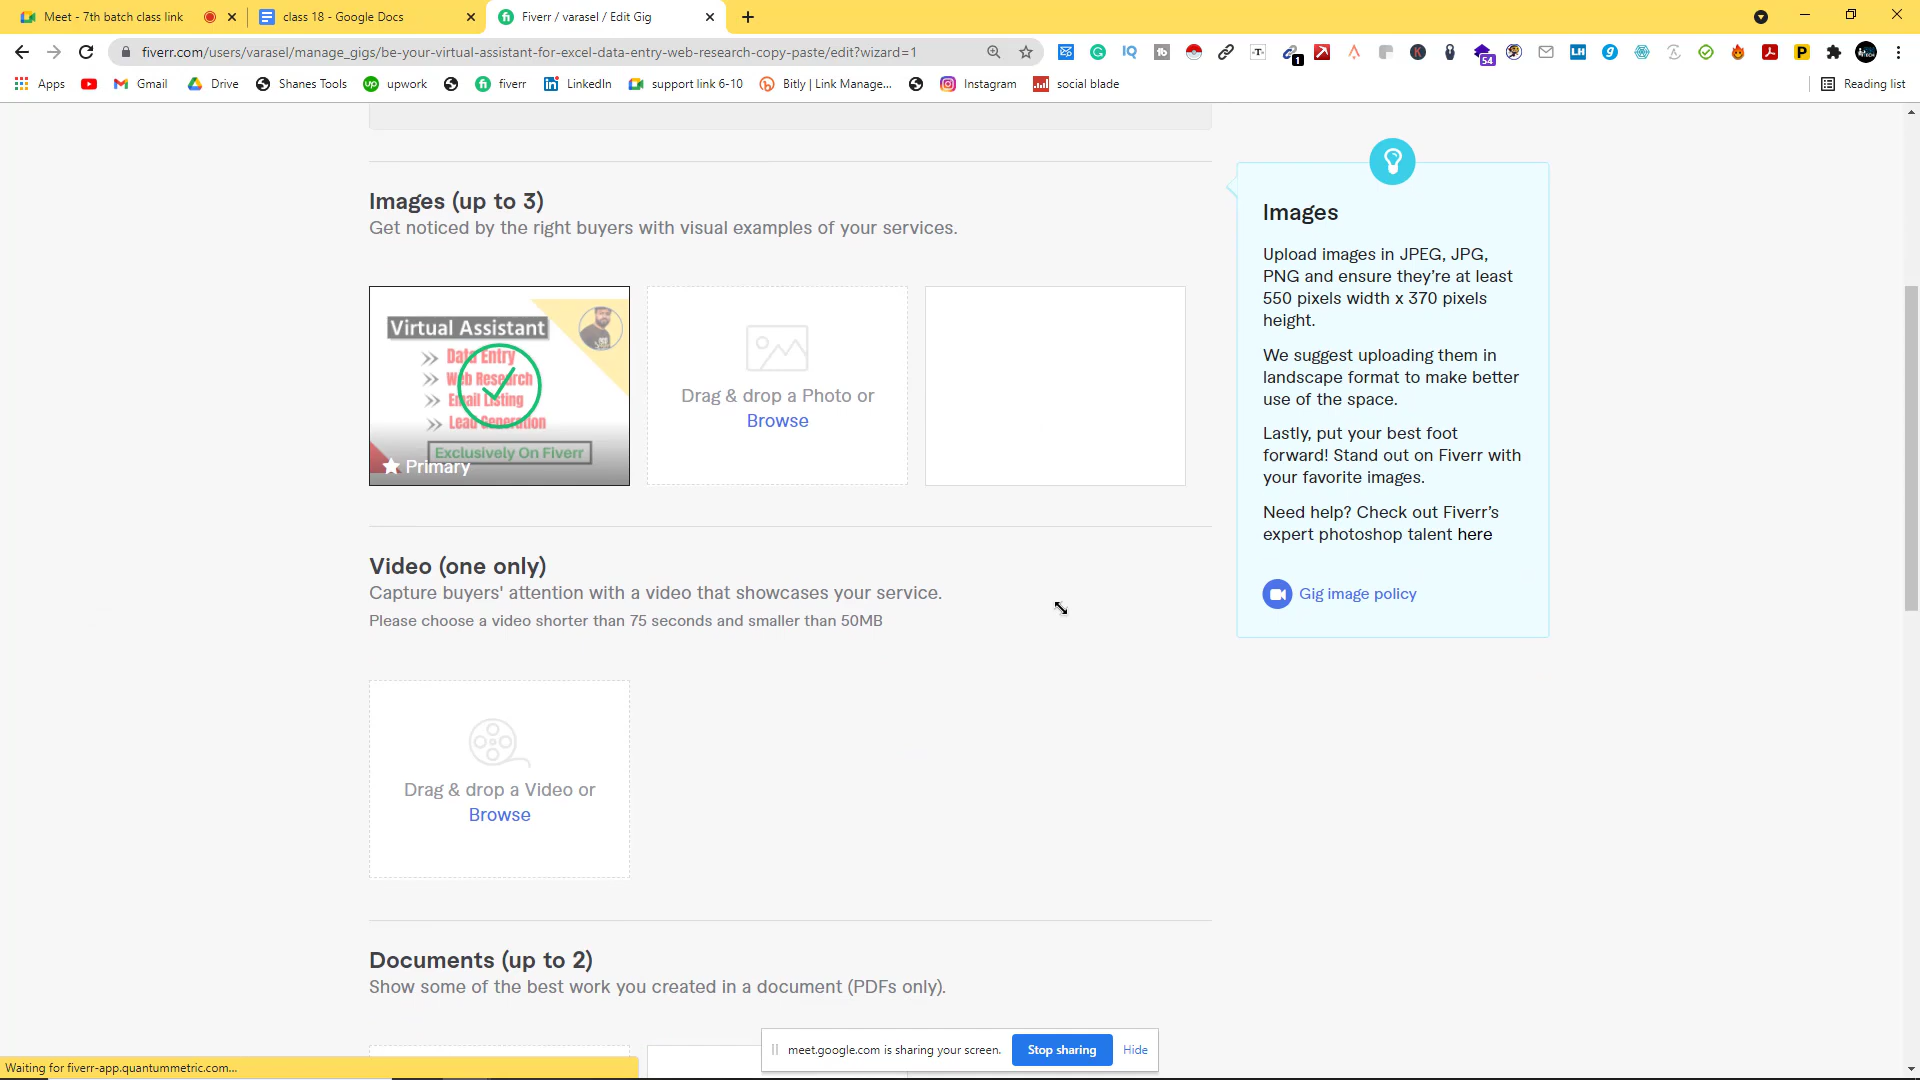 Meet - 7th batch class link
class 18 - Google Docs
Fiverr / varasel / Edit Gig
fiverr.com/users/varasel/manage_gigs/be-your-virtual-assistant-for-excel-data-entry-web-research-copy-paste/edit?wizard=1
Apps
Gmail
Drive
Shanes Tools
upwork
fiverr
LinkedIn
support link 6-10
Bitly | Link Manage...
Instagram
social blade
Reading list
Images (up to 3)
Get noticed by the right buyers with visual examples of your services.
Virtual Assistant
Data Entry
Web Research
Email Listing
Lead Generation
Exclusively On Fiverr
Primary
Drag & drop a Photo or
Browse
Video (one only)
Capture buyers' attention with a video that showcases your service.
Please choose a video shorter than 75 seconds and smaller than 50MB
Drag & drop a Video or
Browse
Documents (up to 2)
Show some of the best work you created in a document (PDFs only).
Images
Upload images in JPEG, JPG,
PNG and ensure they're at least
550 pixels width x 370 pixels
height.
We suggest uploading them in
landscape format to make better
use of the space.
Lastly, put your best foot
forward! Stand out on Fiverr with
your favorite images.
Need help? Check out Fiverr's
expert photoshop talent here
Gig image policy
meet.google.com is sharing your screen.
Stop sharing
Hide
Waiting for fiverr-app.quantummetric.com...